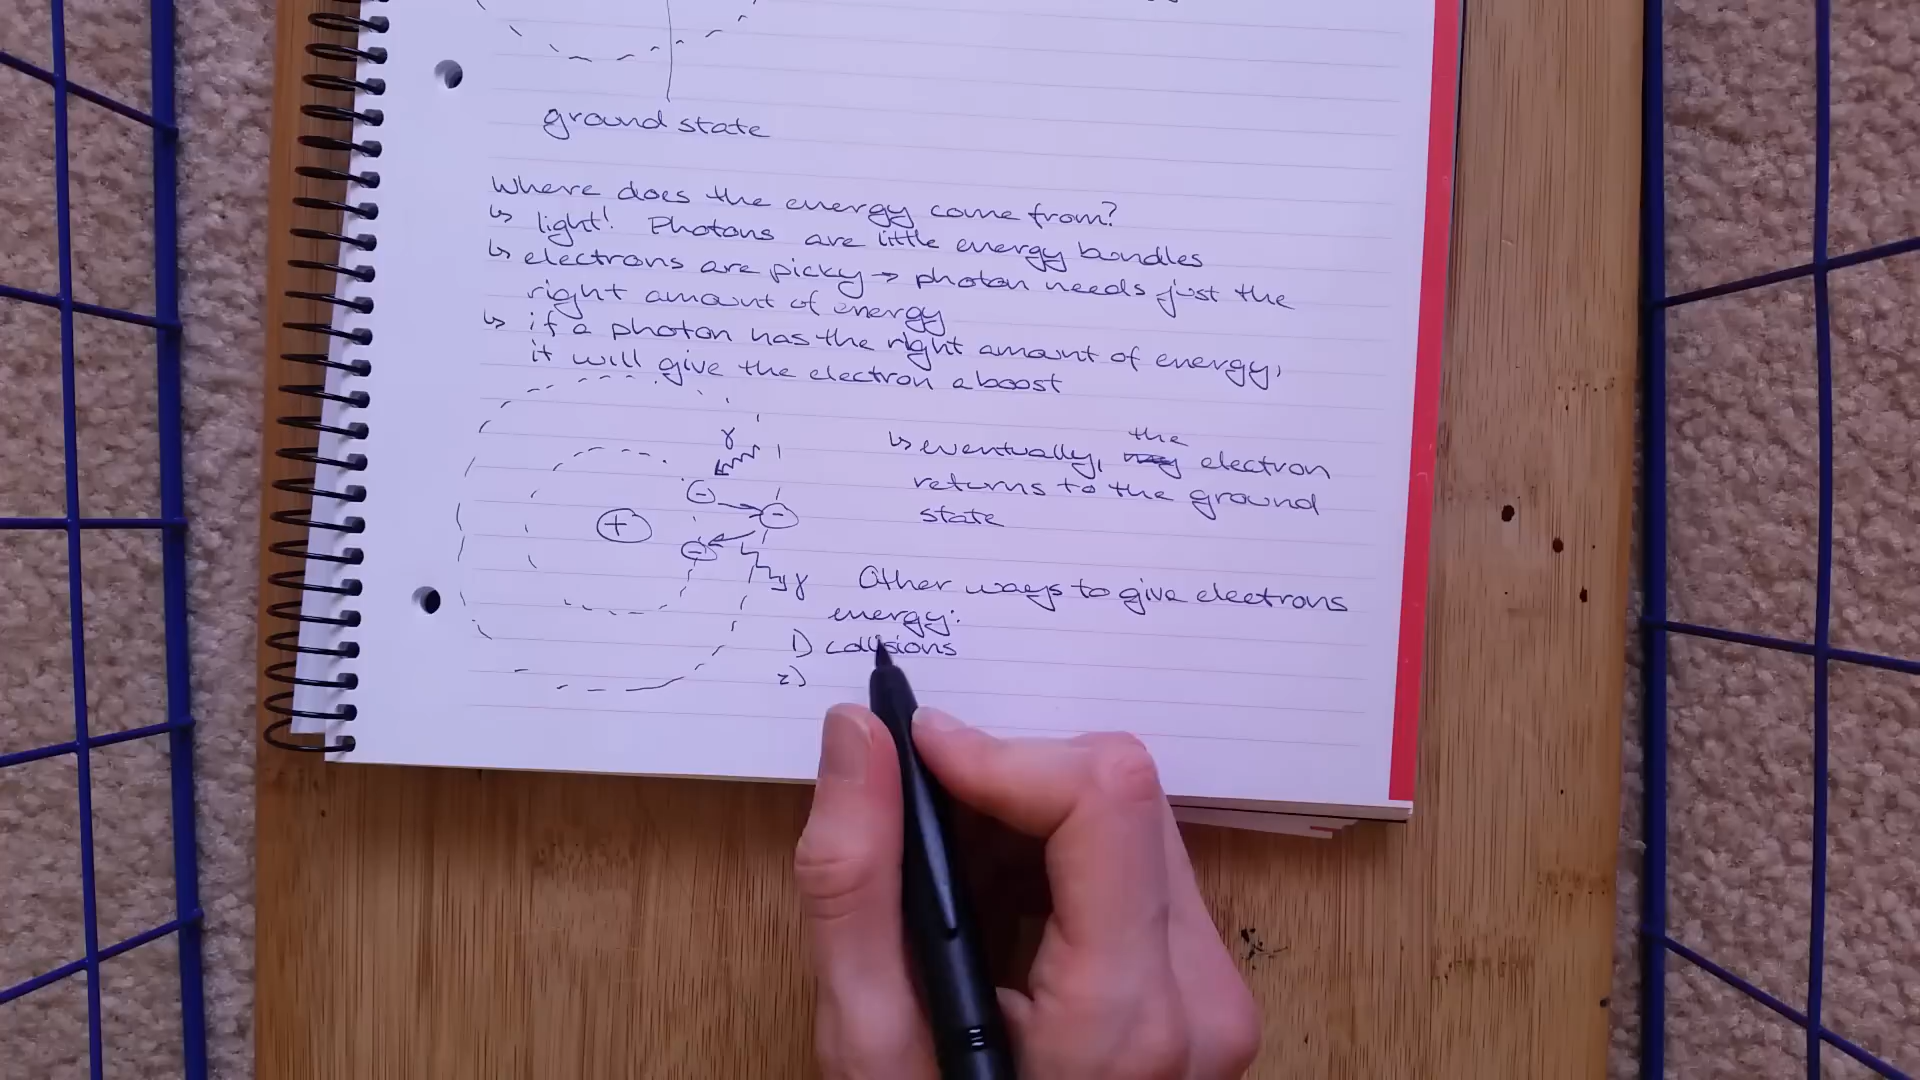 ground state
Where does the energy come from?
↳ light! Photons are little energy bundles
↳ electrons are picky → photon needs just the
right amount of energy
↳ if a photon has the right amount of energy,
it will give the electron a boost
γ
the
↳ eventually, electron
returns to the ground
state
−
−
+
−
γ
Other ways to give electrons
energy:
1) collisions
2)